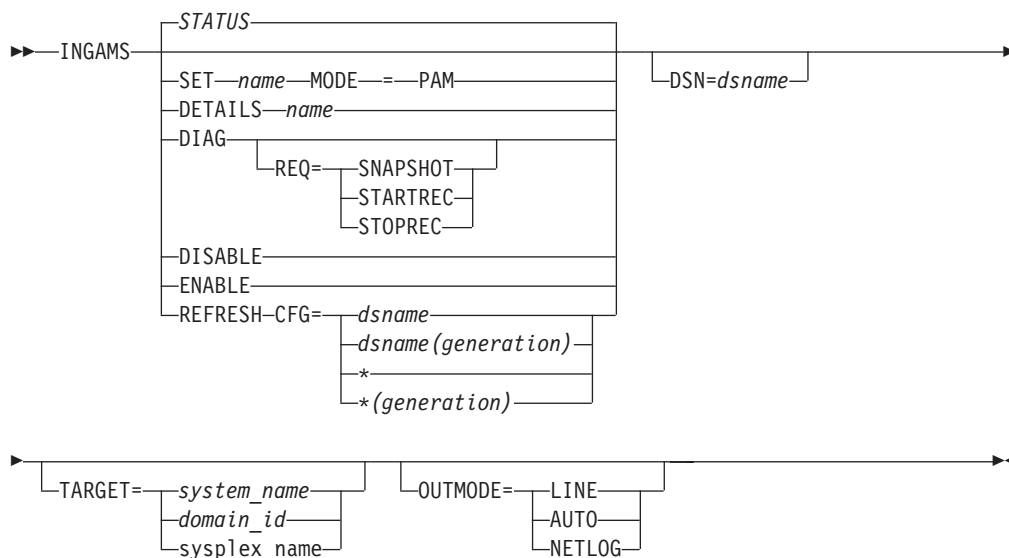 STATUS
INGAMS
SET name MODE = PAM
DSN=dsname
DETAILS name
DIAG
REQ= SNAPSHOT
STARTREC
STOPREC
DISABLE
ENABLE
REFRESH CFG= dsname
dsname(generation)
*
*(generation)
TARGET= system_name
domain_id
sysplex_name
OUTMODE= LINE
AUTO
NETLOG